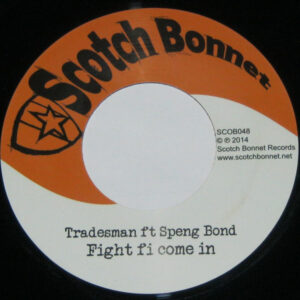 Scotch Bonnet
SCOB048
© ℗ 2014
Scotch Bonnet Records
www.scotchbonnet.net
Tradesman ft Speng Bond
Fight fi come in